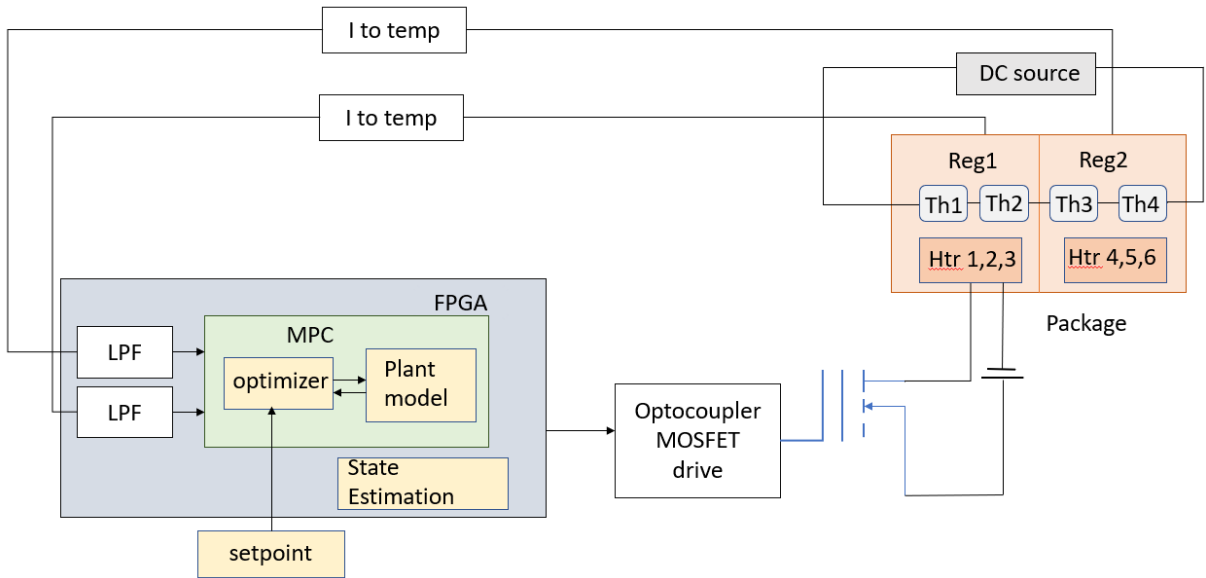 I to temp
DC source
I to temp
Reg1
Reg2
Th1
Th2
Th3
Th4
Htr 1,2,3
Htr 4,5,6
Package
FPGA
MPC
LPF
LPF
optimizer
Plant
model
State
Estimation
Optocoupler
MOSFET
drive
setpoint